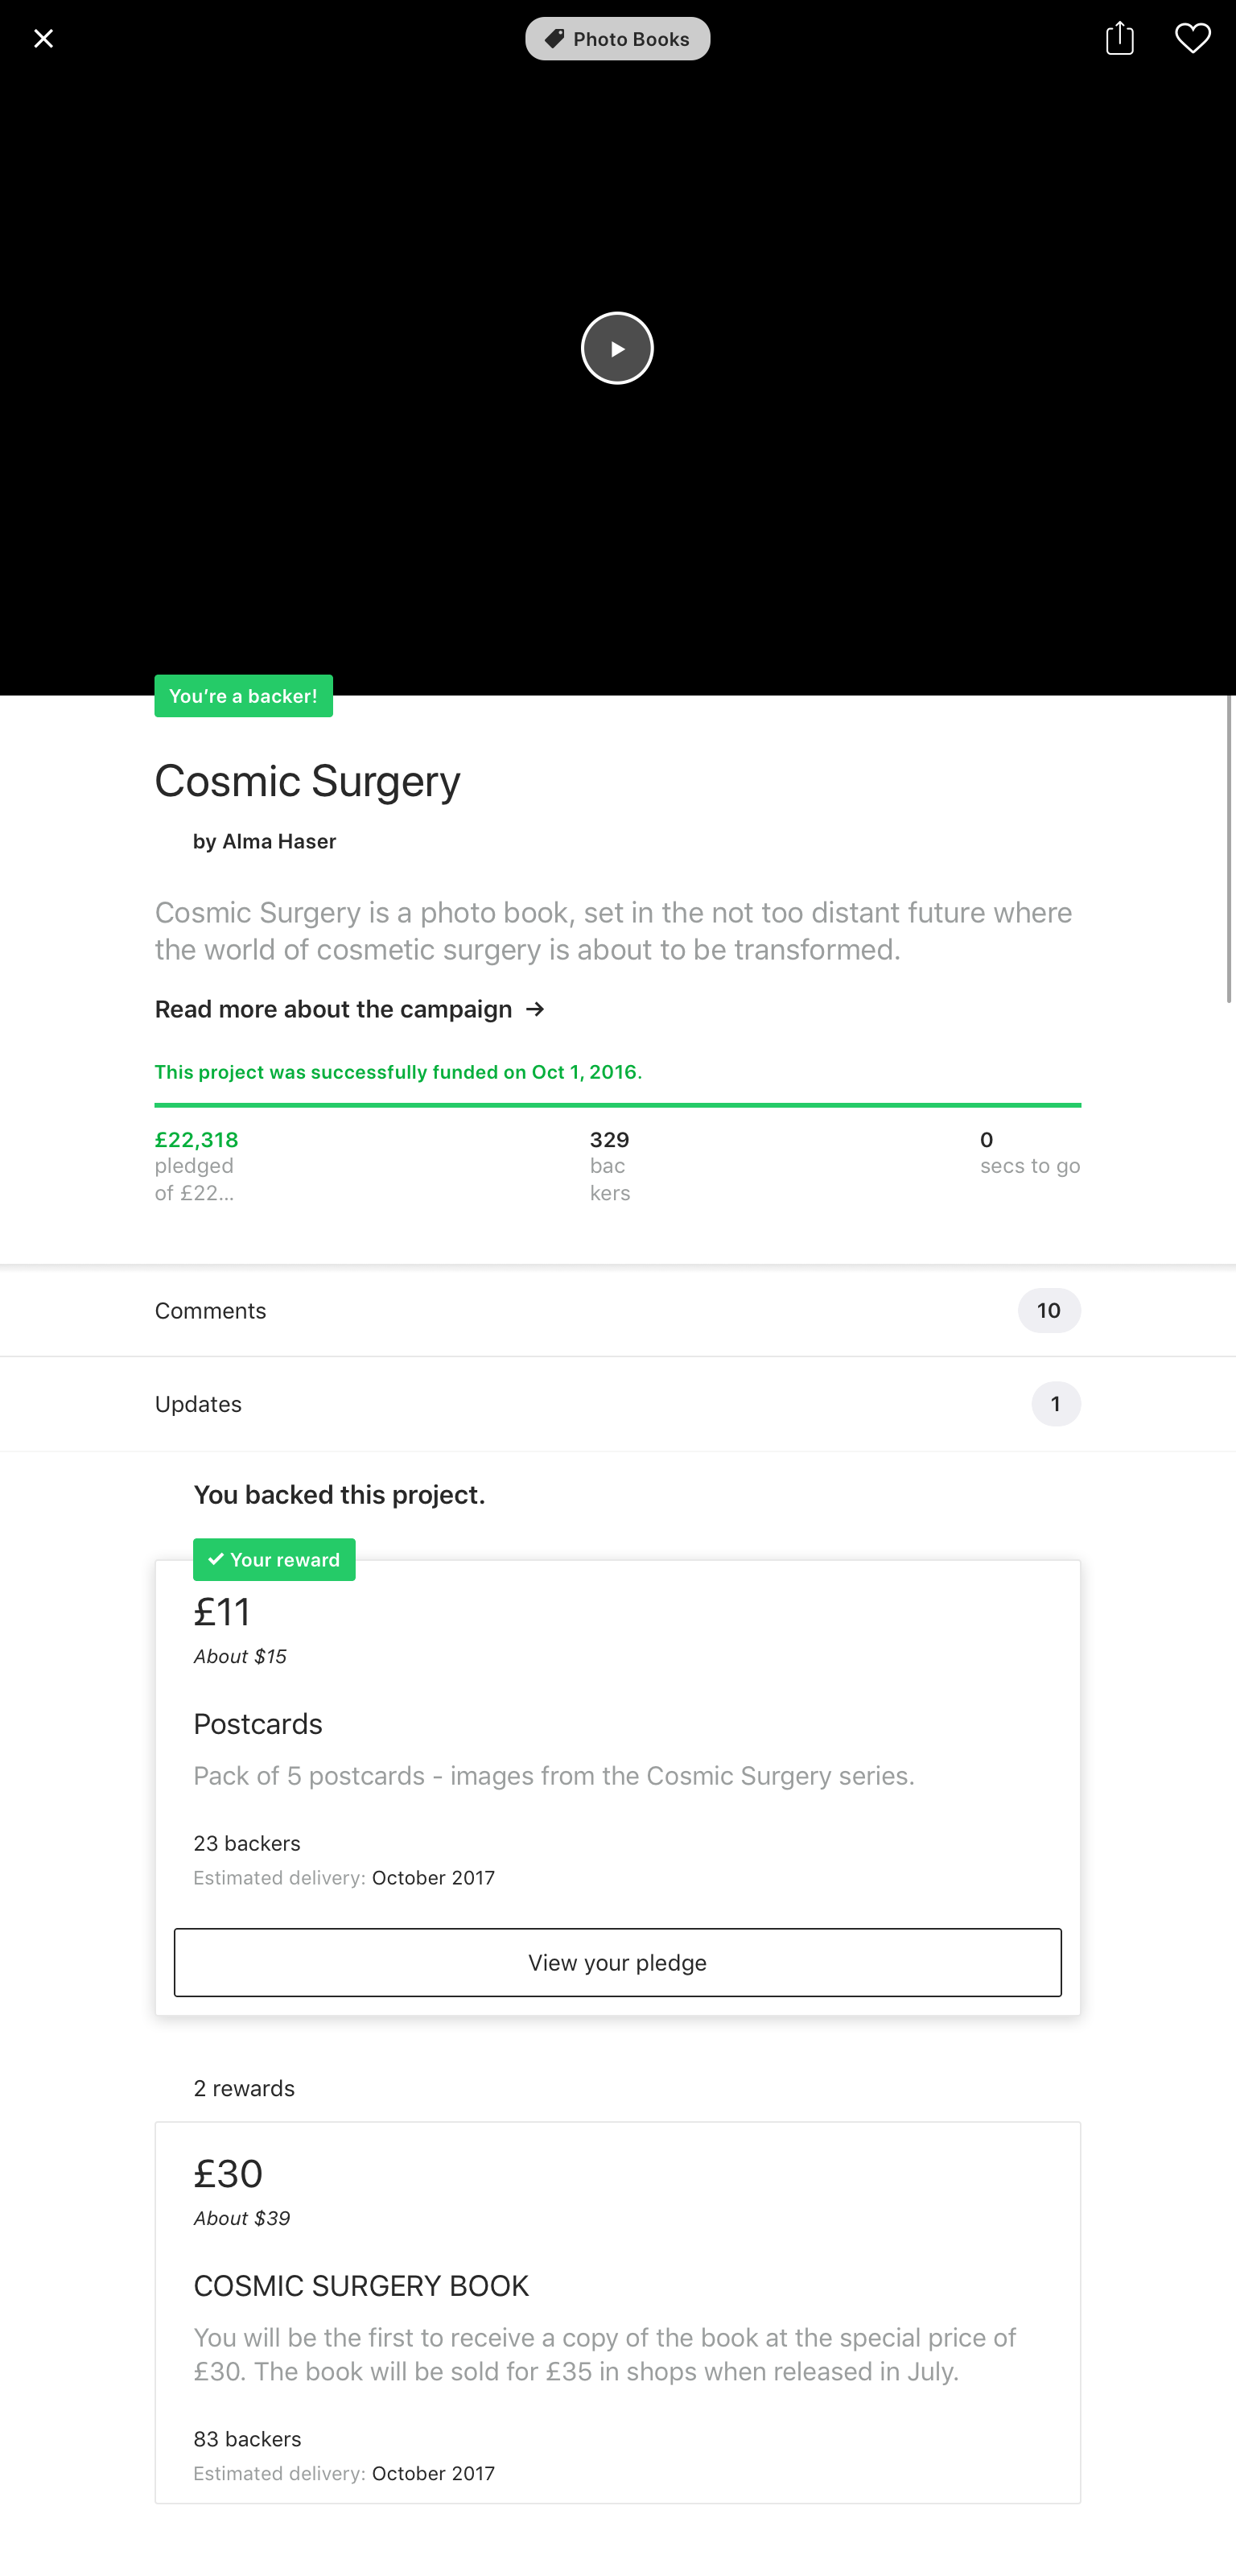 Photo Books
You’re a backer!
Cosmic Surgery
by Alma Haser
Cosmic Surgery is a photo book, set in the not too distant future where
the world of cosmetic surgery is about to be transformed.
Read more about the campaign →
This project was successfully funded on Oct 1, 2016.
£22,318
pledged
of £22...
329
bac
kers
0
secs to go
Comments
10
Updates
1
You backed this project.
✓ Your reward
£11
About $15
Postcards
Pack of 5 postcards - images from the Cosmic Surgery series.
23 backers
Estimated delivery: October 2017
View your pledge
2 rewards
£30
About $39
COSMIC SURGERY BOOK
You will be the first to receive a copy of the book at the special price of
£30. The book will be sold for £35 in shops when released in July.
83 backers
Estimated delivery: October 2017